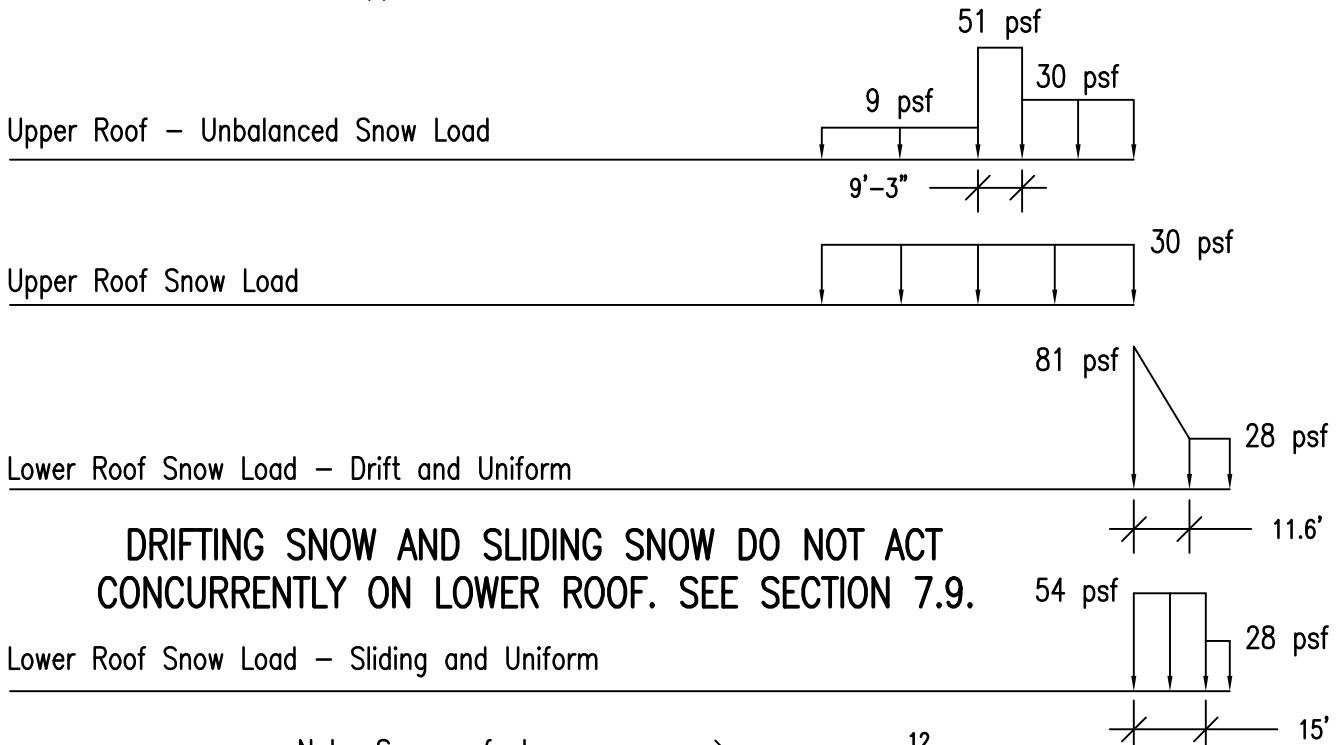 51 psf
30 psf
9 psf
Upper Roof – Unbalanced Snow Load
9'-3"
30 psf
Upper Roof Snow Load
81 psf
28 psf
Lower Roof Snow Load – Drift and Uniform
11.6'
DRIFTING SNOW AND SLIDING SNOW DO NOT ACT
CONCURRENTLY ON LOWER ROOF. SEE SECTION 7.9.
54 psf
28 psf
Lower Roof Snow Load – Sliding and Uniform
15'
12